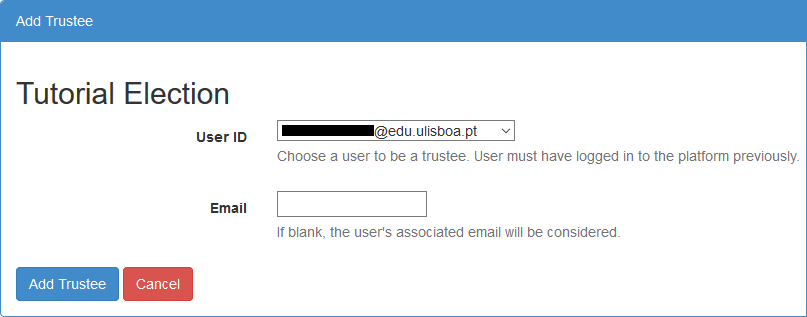 Add Trustee
Tutorial Election
User ID
@edu.ulisboa.pt
Choose a user to be a trustee. User must have logged in to the platform previously.
Email
If blank, the user's associated email will be considered.
Add Trustee Cancel